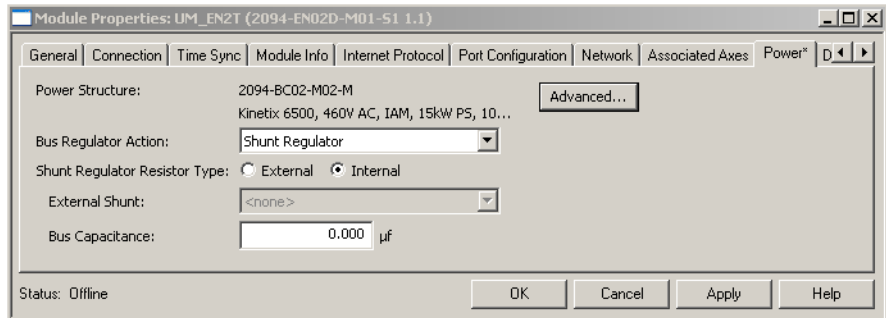 Module Properties: UM_EN2T (2094-EN02D-M01-S1 1.1)
General Connection Time Sync Module Info Internet Protocol Port Configuration Network Associated Axes Power* D
Power Structure: 2094-BC02-M02-M Advanced...
Kinetix 6500, 460V AC, IAM, 15kW PS, 10...
Bus Regulator Action: Shunt Regulator
Shunt Regulator Resistor Type: External Internal
External Shunt: <none>
Bus Capacitance: 0.000 µf
Status: Offline OK Cancel Apply Help